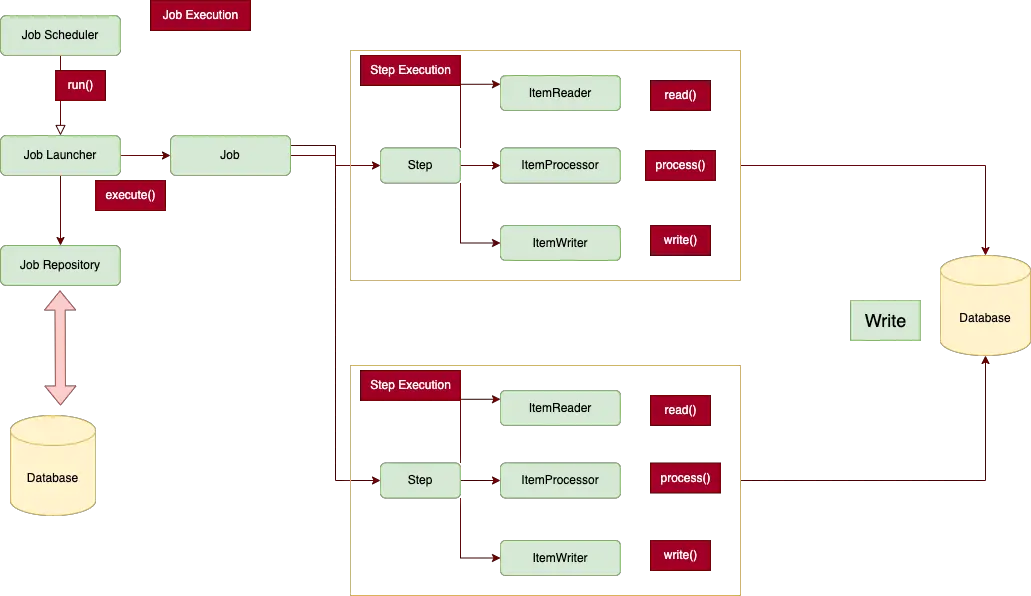 Job Execution
Job Scheduler
run()
Job Launcher
Job
execute()
Job Repository
Database
Step Execution
ItemReader
read()
Step
ItemProcessor
process()
ItemWriter
write()
Step Execution
ItemReader
read()
Step
ItemProcessor
process()
ItemWriter
write()
Write
Database